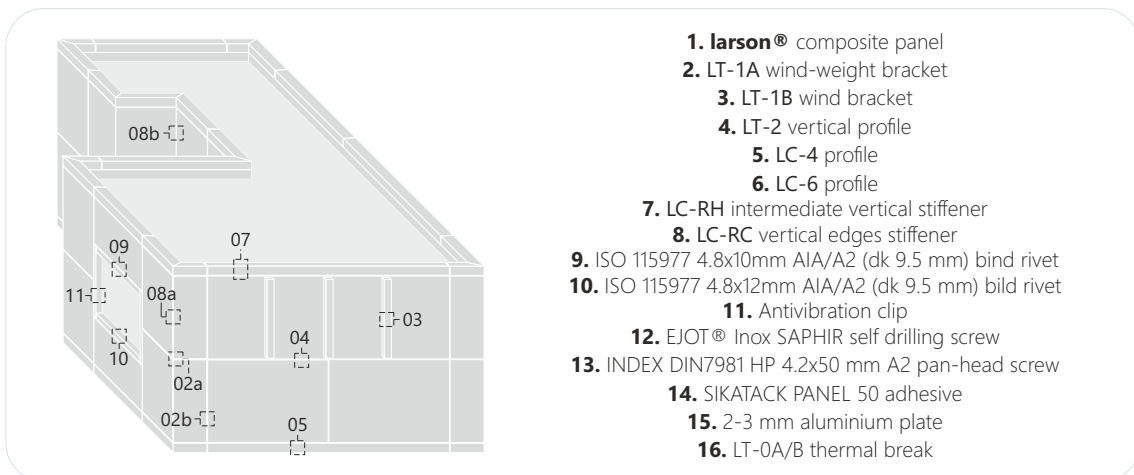 08b
09
07
11
08a
03
04
10
02a
02b
05
1. larson® composite panel
2. LT-1A wind-weight bracket
3. LT-1B wind bracket
4. LT-2 vertical profile
5. LC-4 profile
6. LC-6 profile
7. LC-RH intermediate vertical stiffener
8. LC-RC vertical edges stiffener
9. ISO 115977 4.8x10mm AIA/A2 (dk 9.5 mm) bind rivet
10. ISO 115977 4.8x12mm AIA/A2 (dk 9.5 mm) bild rivet
11. Antivibration clip
12. EJOT® Inox SAPHIR self drilling screw
13. INDEX DIN7981 HP 4.2x50 mm A2 pan-head screw
14. SIKATACK PANEL 50 adhesive
15. 2-3 mm aluminium plate
16. LT-0A/B thermal break